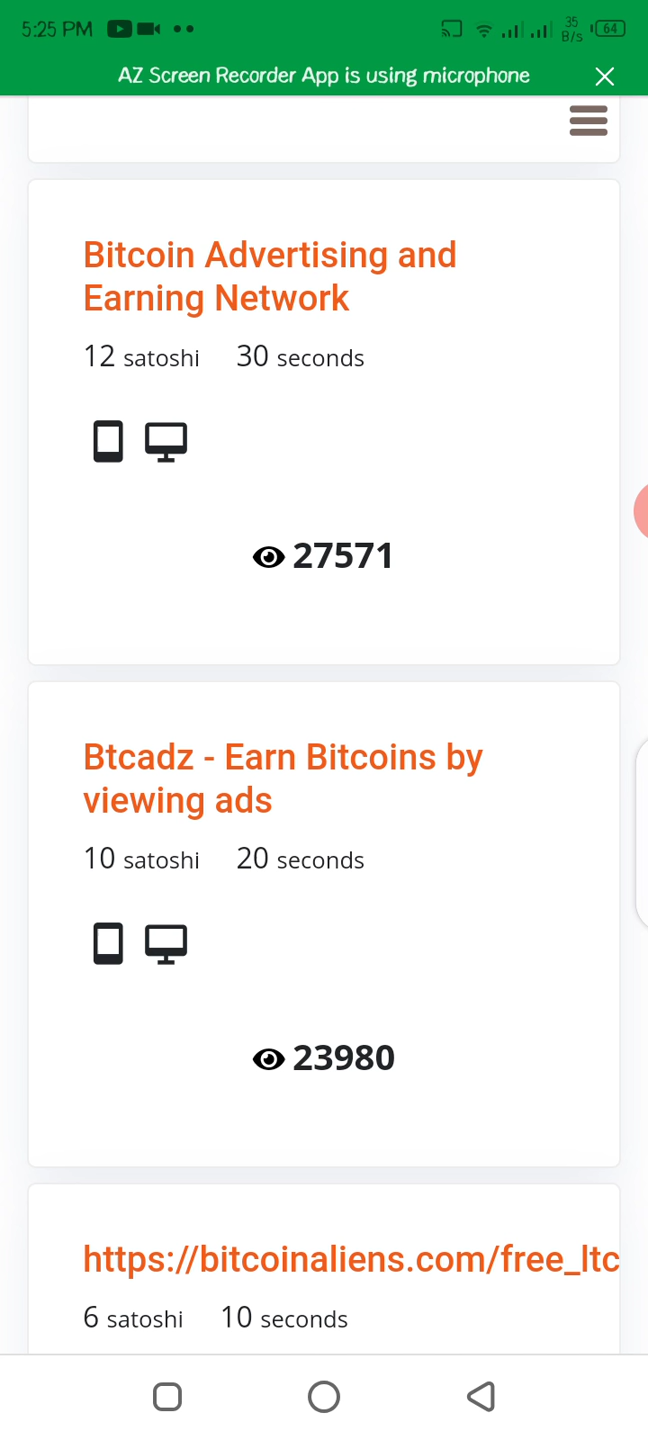 5:25 PM
35
B/s
64
AZ Screen Recorder App is using microphone
Bitcoin Advertising and
Earning Network
12 satoshi 30 seconds
27571
Btcadz - Earn Bitcoins by
viewing ads
10 satoshi 20 seconds
23980
https://bitcoinaliens.com/free_ltc
6 satoshi 10 seconds